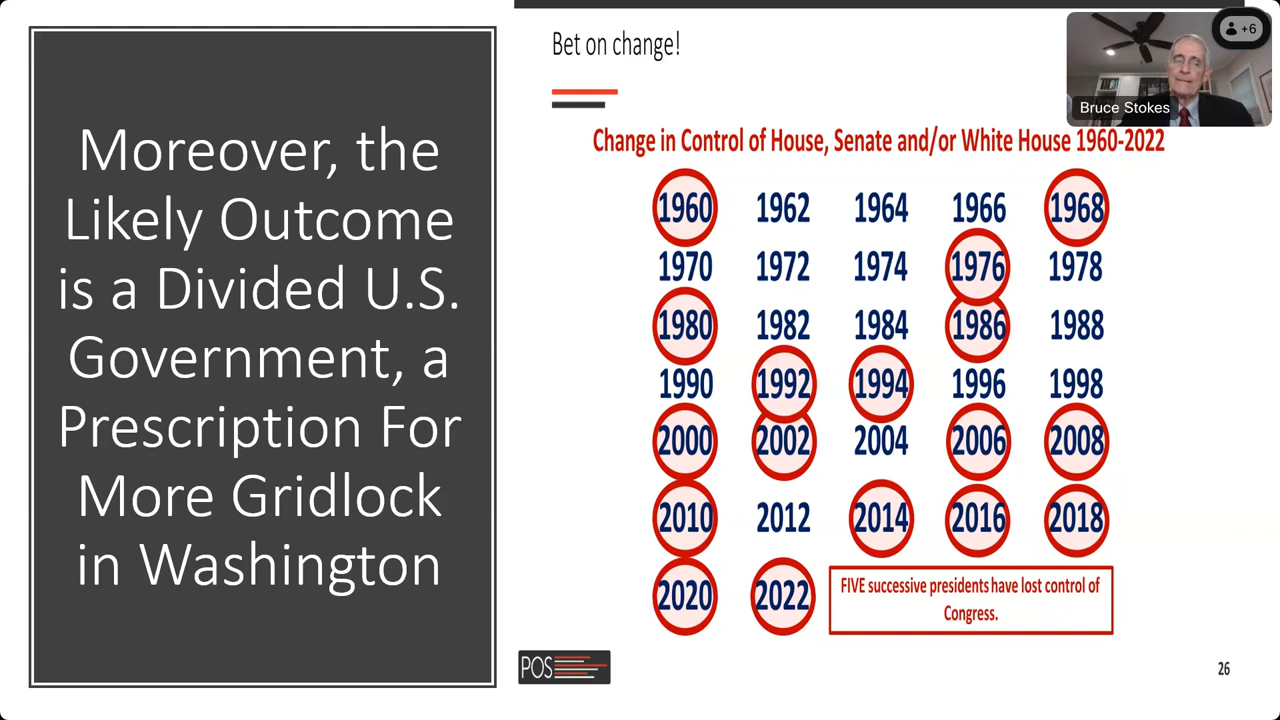 Moreover, the
Likely Outcome
is a Divided U.S.
Government, a
Prescription For
More Gridlock
in Washington
Bet on change!
+6
Bruce Stokes
Change in Control of House, Senate and/or White House 1960-2022
1960 1962 1964 1966 1968
1970 1972 1974 1976 1978
1980 1982 1984 1986 1988
1990 1992 1994 1996 1998
2000 2002 2004 2006 2008
2010 2012 2014 2016 2018
2020 2022
FIVE successive presidents have lost control of
Congress.
POS
26